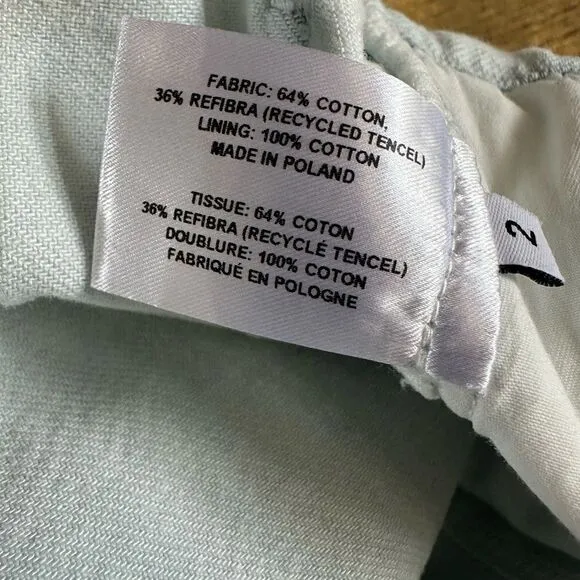 FABRIC: 64% COTTON,
36% REFIBRA (RECYCLED TENCEL)
LINING: 100% COTTON
MADE IN POLAND
TISSUE: 64% COTON
36% REFIBRA (RECYCLÉ TENCEL)
DOUBLURE: 100% COTON
FABRIQUÉ EN POLOGNE
2